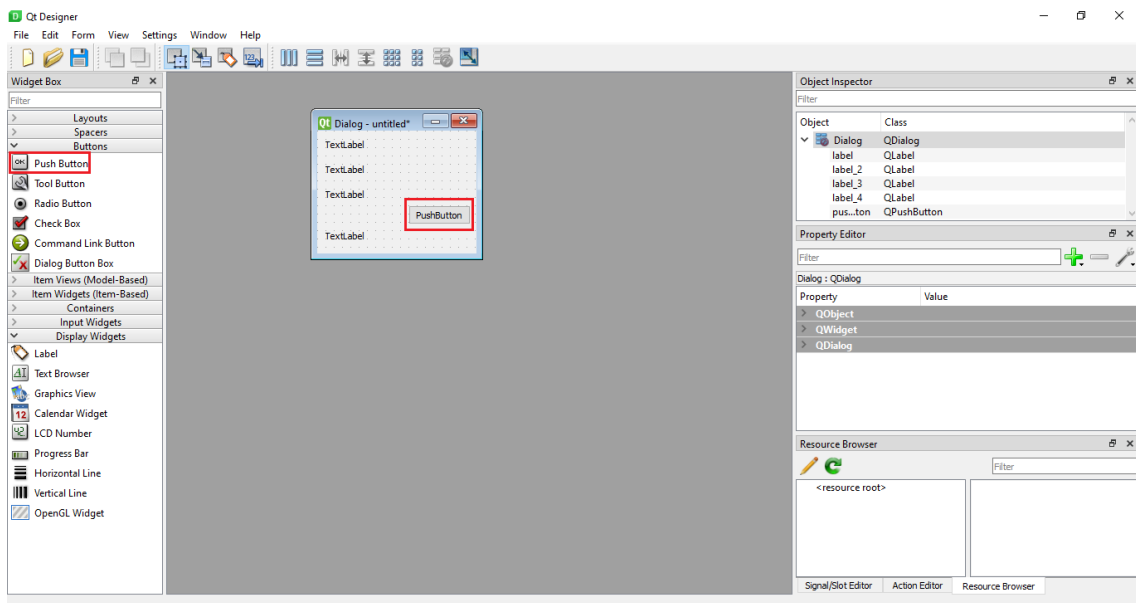 Qt Designer
File Edit Form View Settings Window Help
Widget Box
Filter
Layouts
Spacers
Buttons
OK Push Button
Tool Button
Radio Button
Check Box
Command Link Button
Dialog Button Box
Item Views (Model-Based)
Item Widgets (Item-Based)
Containers
Input Widgets
Display Widgets
Label
AI Text Browser
Graphics View
12 Calendar Widget
LCD Number
Progress Bar
Horizontal Line
Vertical Line
OpenGL Widget
Qt Dialog - untitled*
TextLabel
TextLabel
TextLabel
PushButton
TextLabel
Object Inspector
Filter
Object Class
Dialog QDialog
label QLabel
label_2 QLabel
label_3 QLabel
label_4 QLabel
pus...ton QPushButton
Property Editor
Filter
Dialog : QDialog
Property Value
QObject
QWidget
QDialog
Resource Browser
Filter
<resource root>
Signal/Slot Editor Action Editor Resource Browser